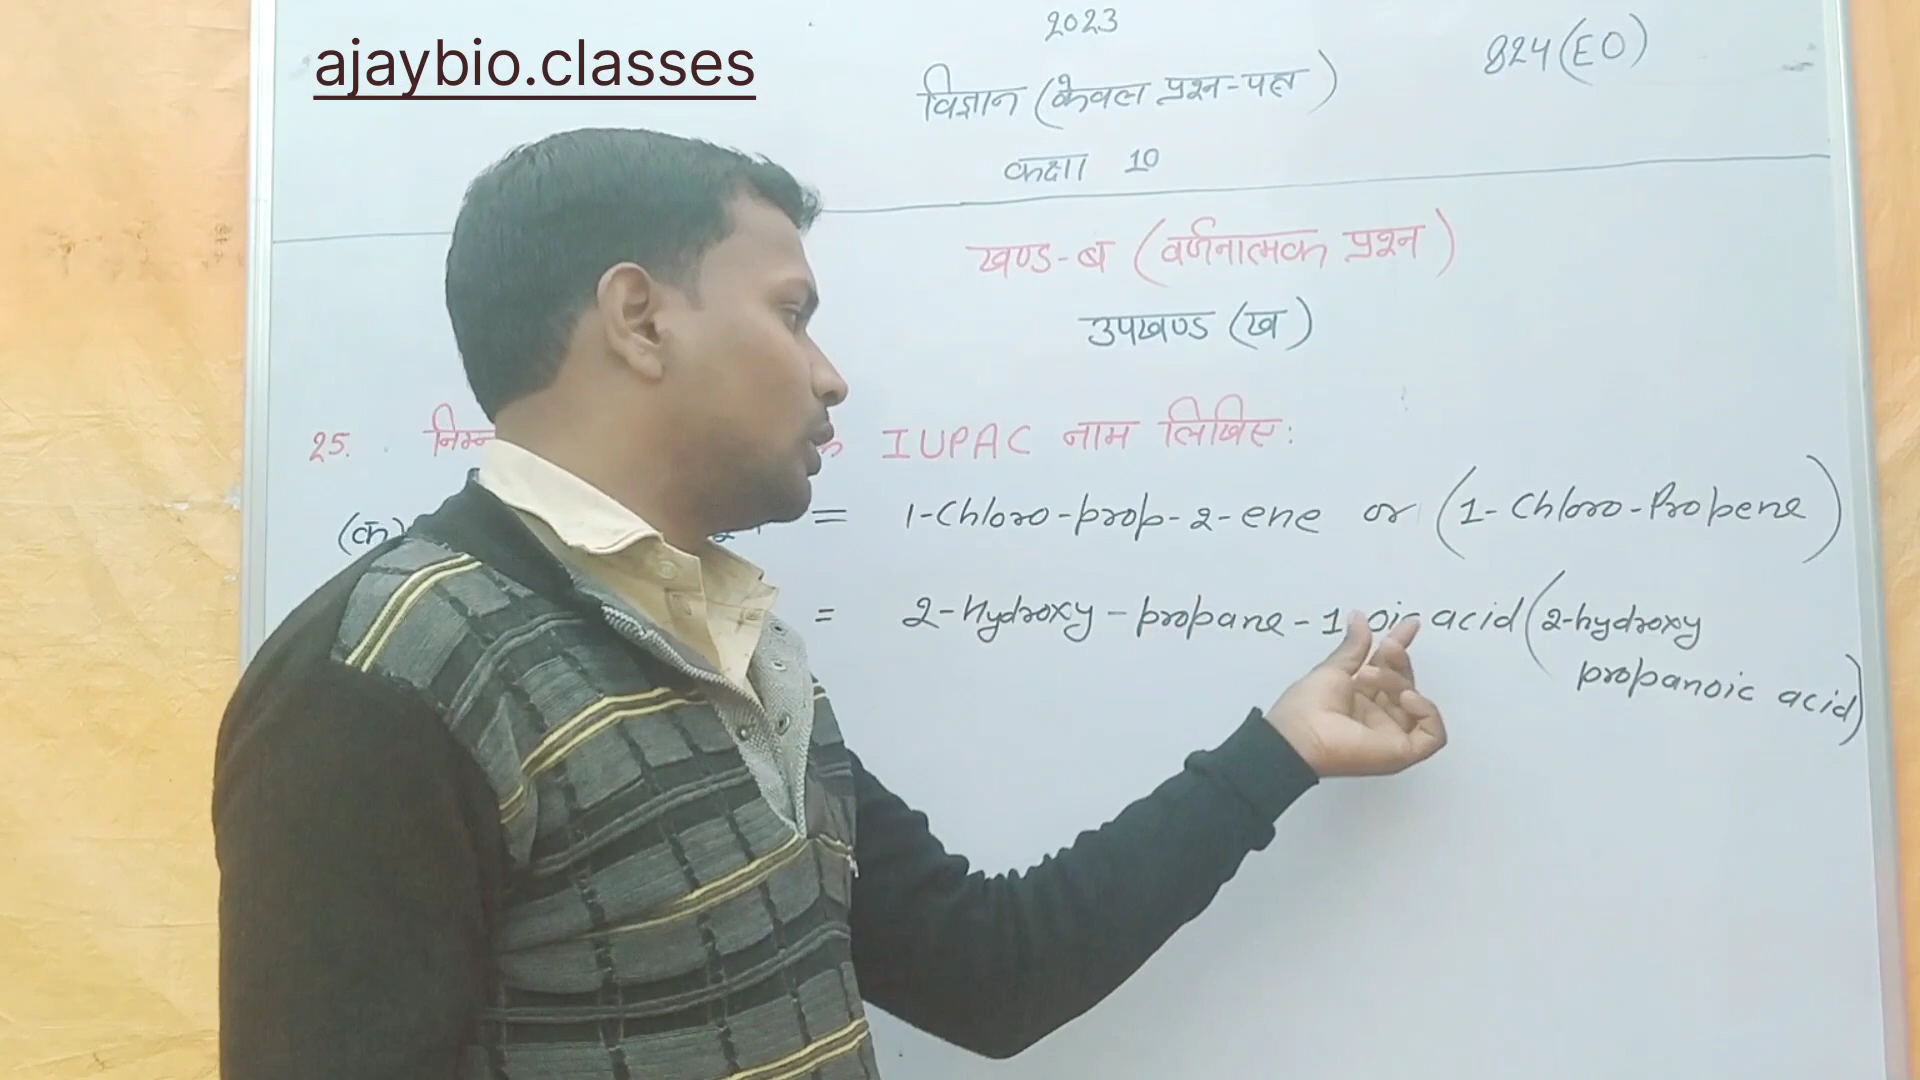 ajaybio.classes
2023
824(EO)
विज्ञान (केवल प्रश्न-पत्र)
कक्षा 10
खण्ड-ब (वर्णनात्मक प्रश्न)
उपखण्ड (ख)
25. IUPAC नाम लिखिए:
(क) = 1-Chloro-prop-2-ene or (1-Chloro-Propene)
= 2-Hydroxy-propane-1 oic acid (2-hydroxy
propanoic acid)